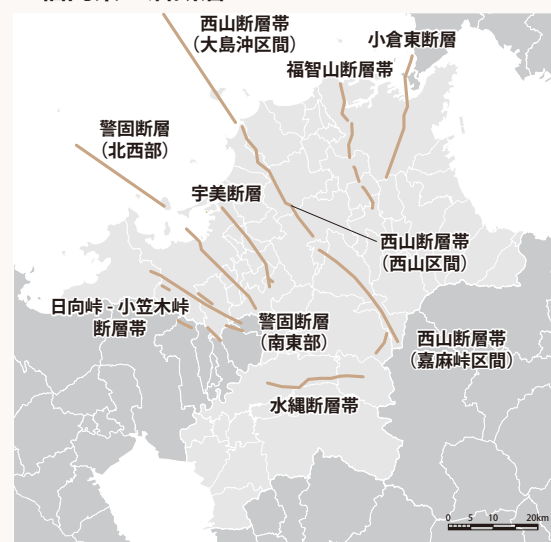 西山断層帯
（大島沖区間）
小倉東断層
福智山断層帯
警固断層
（北西部）
宇美断層
西山断層帯
（西山区間）
日向峠 - 小笠木峠
断層帯
警固断層
（南東部）
西山断層帯
（嘉麻峠区間）
水縄断層帯
0 5 10 20km